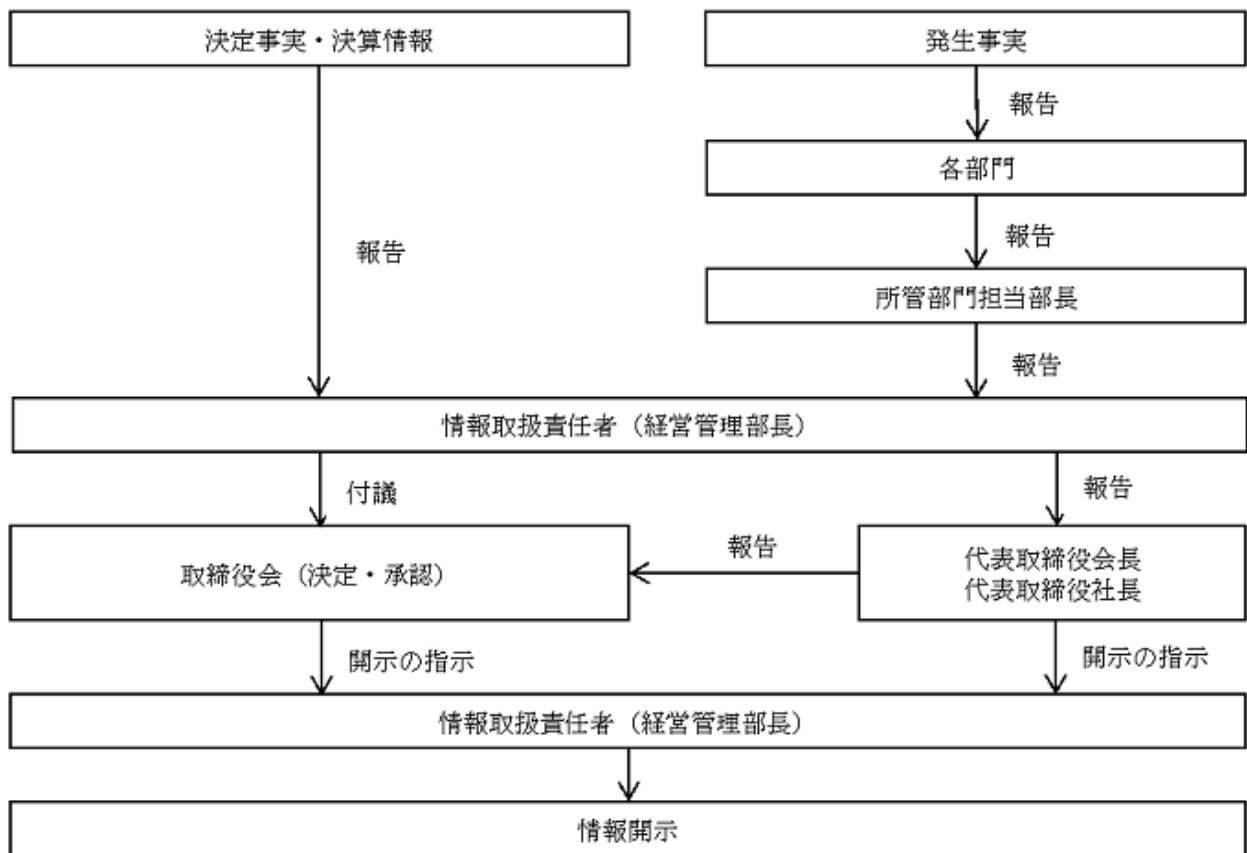 決定事実・決算情報
発生事実
報告
各部門
報告
報告
所管部門担当部長
報告
情報取扱責任者（経営管理部長）
付議
報告
取締役会（決定・承認）
報告
代表取締役会長
代表取締役社長
開示の指示
開示の指示
情報取扱責任者（経営管理部長）
情報開示